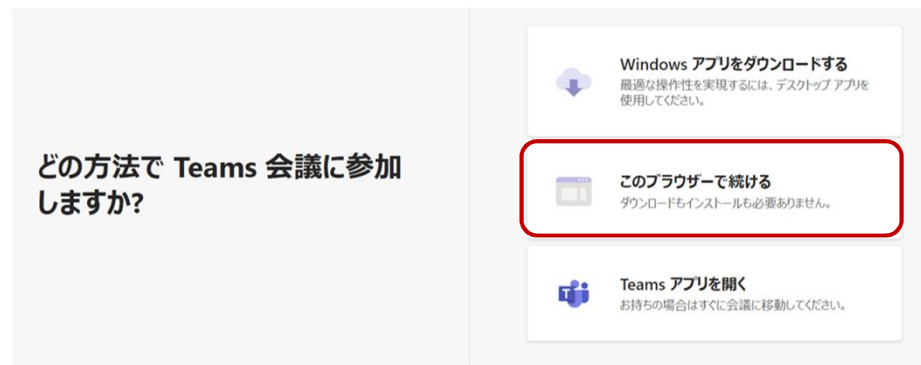 どの方法で Teams 会議に参加
しますか?
Windows アプリをダウンロードする
最適な操作性を実現するには、デスクトップ アプリを
使用してください。
このブラウザーで続ける
ダウンロードもインストールも必要ありません。
Teams アプリを開く
お持ちの場合はすぐに会議に移動してください。